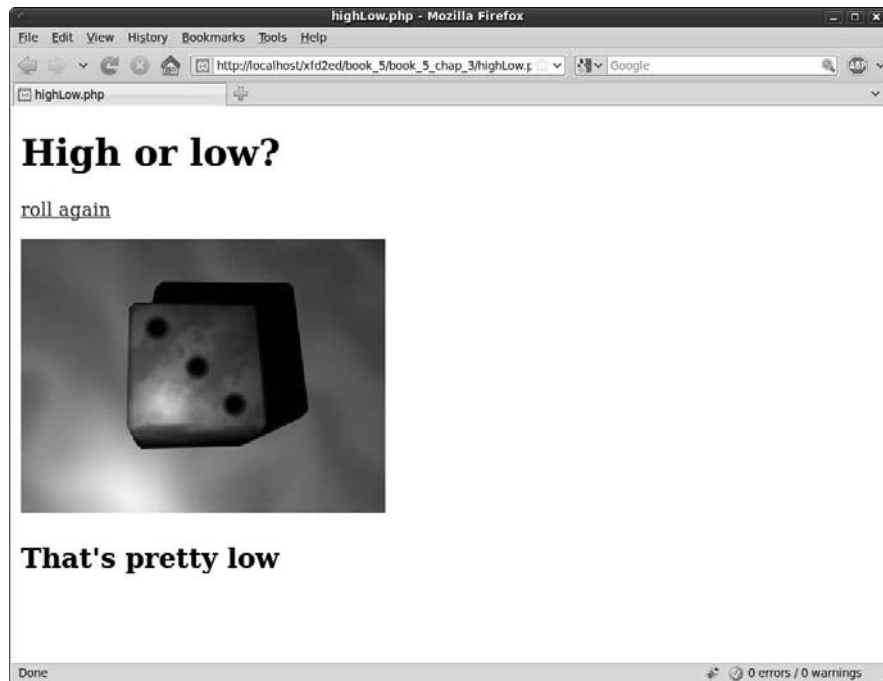 highLow.php - Mozilla Firefox
File Edit View History Bookmarks Tools Help
http://localhost/xfd2ed/book_5/book_5_chap_3/highLow.p
Google
ABP
highLow.php
High or low?
roll again
That's pretty low
Done
0 errors / 0 warnings